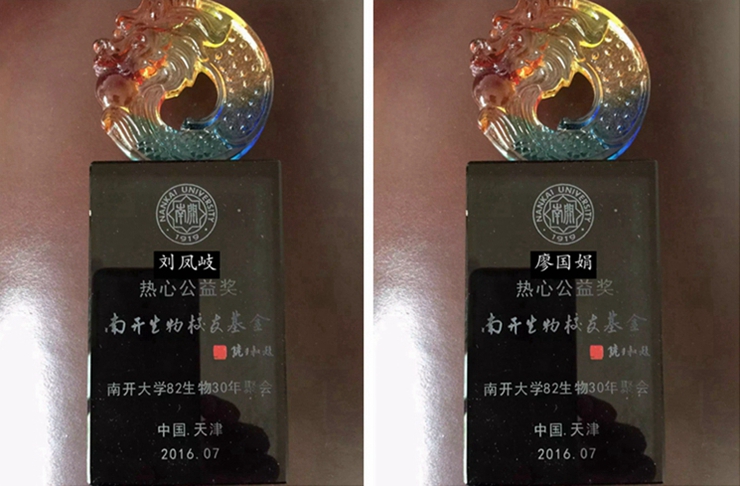 NANKAI UNIVERSITY
南開
1919
刘凤岐
热心公益奖
南开生物校友基金
南开大学82生物30年聚会
中国.天津
2016.07
NANKAI UNIVERSITY
南開
1919
廖国娟
热心公益奖
南开生物校友基金
南开大学82生物30年聚会
中国.天津
2016.07